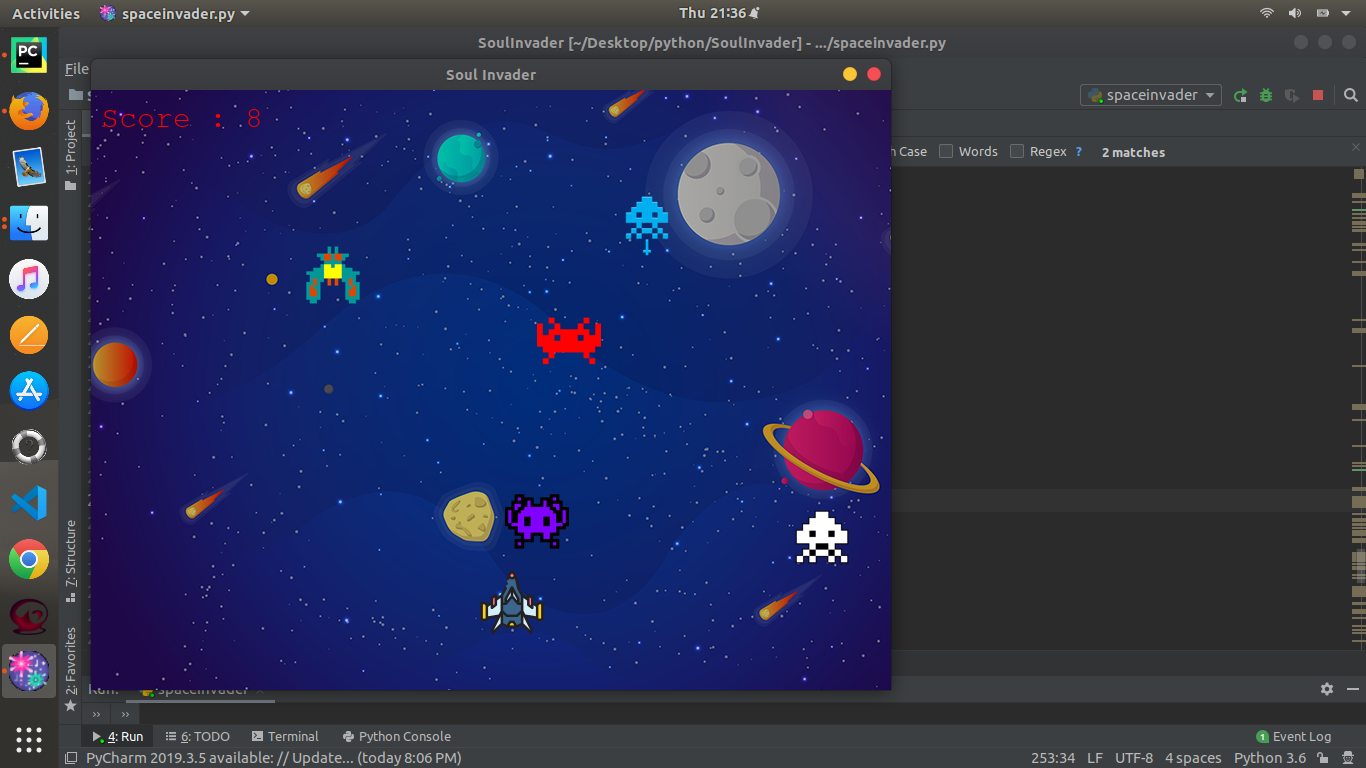 Activities spaceinvader.py Thu 21:36
SoulInvader [~/Desktop/python/SoulInvader] - .../spaceinvader.py
File
Soul Invader
spaceinvader
Score : 8
1: Project
Case Words Regex ? 2 matches
PC
7: Structure
2: Favorites
Run: spaceinvader
4: Run 6: TODO Terminal Python Console 1 Event Log
PyCharm 2019.3.5 available: // Update... (today 8:06 PM) 253:34 LF UTF-8 4 spaces Python 3.6